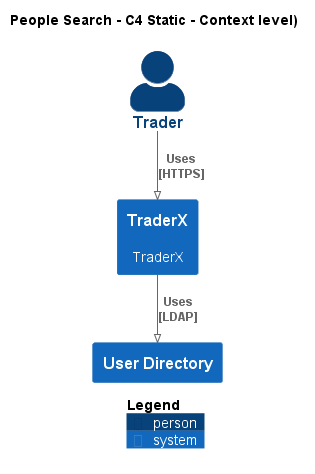 People Search - C4 Static - Context level)
Trader
Uses
[HTTPS]
TraderX
TraderX
Uses
[LDAP]
User Directory
Legend
person
system